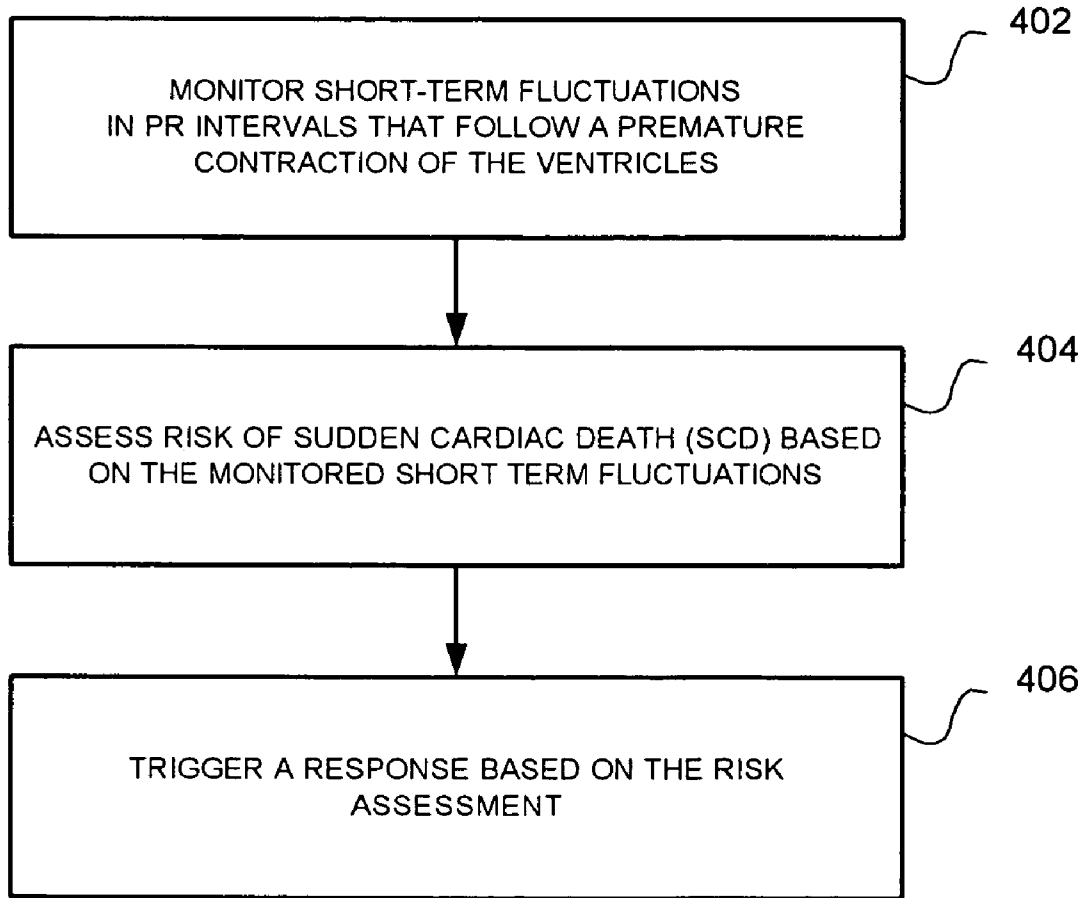 402
MONITOR SHORT-TERM FLUCTUATIONS
IN PR INTERVALS THAT FOLLOW A PREMATURE
CONTRACTION OF THE VENTRICLES
404
ASSESS RISK OF SUDDEN CARDIAC DEATH (SCD) BASED
ON THE MONITORED SHORT TERM FLUCTUATIONS
406
TRIGGER A RESPONSE BASED ON THE RISK
ASSESSMENT